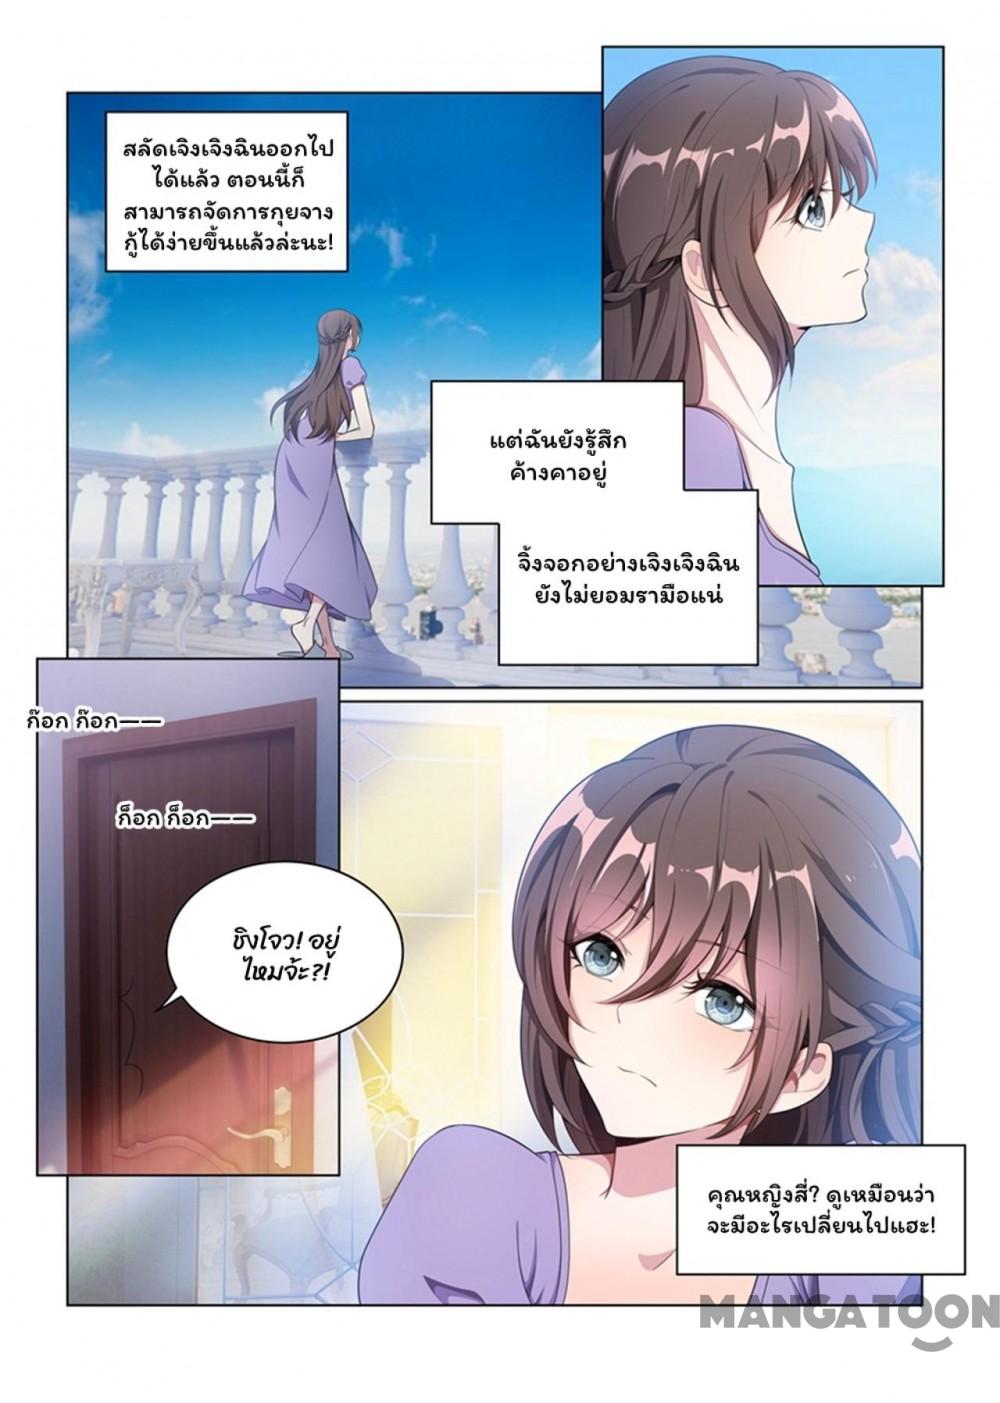 สลัดเจิงเจิงฉินออกไป
ได้แล้ว ตอนนี้ก็
สามารถจัดการกุยจาง
กู้ได้ง่ายขึ้นแล้วล่ะนะ!
แต่ฉันยังรู้สึก
ค้างคาอยู่
จิ้งจอกอย่างเจิงเจิงฉิน
ยังไม่ยอมรามือแน่
ก๊อก ก๊อก——
ก็อก ก็อก——
ชิงโจว! อยู่
ไหมจ้ะ?!
คุณหญิงสี่? ดูเหมือนว่า
จะมีอะไรเปลี่ยนไปแฮะ!
MANGATOON